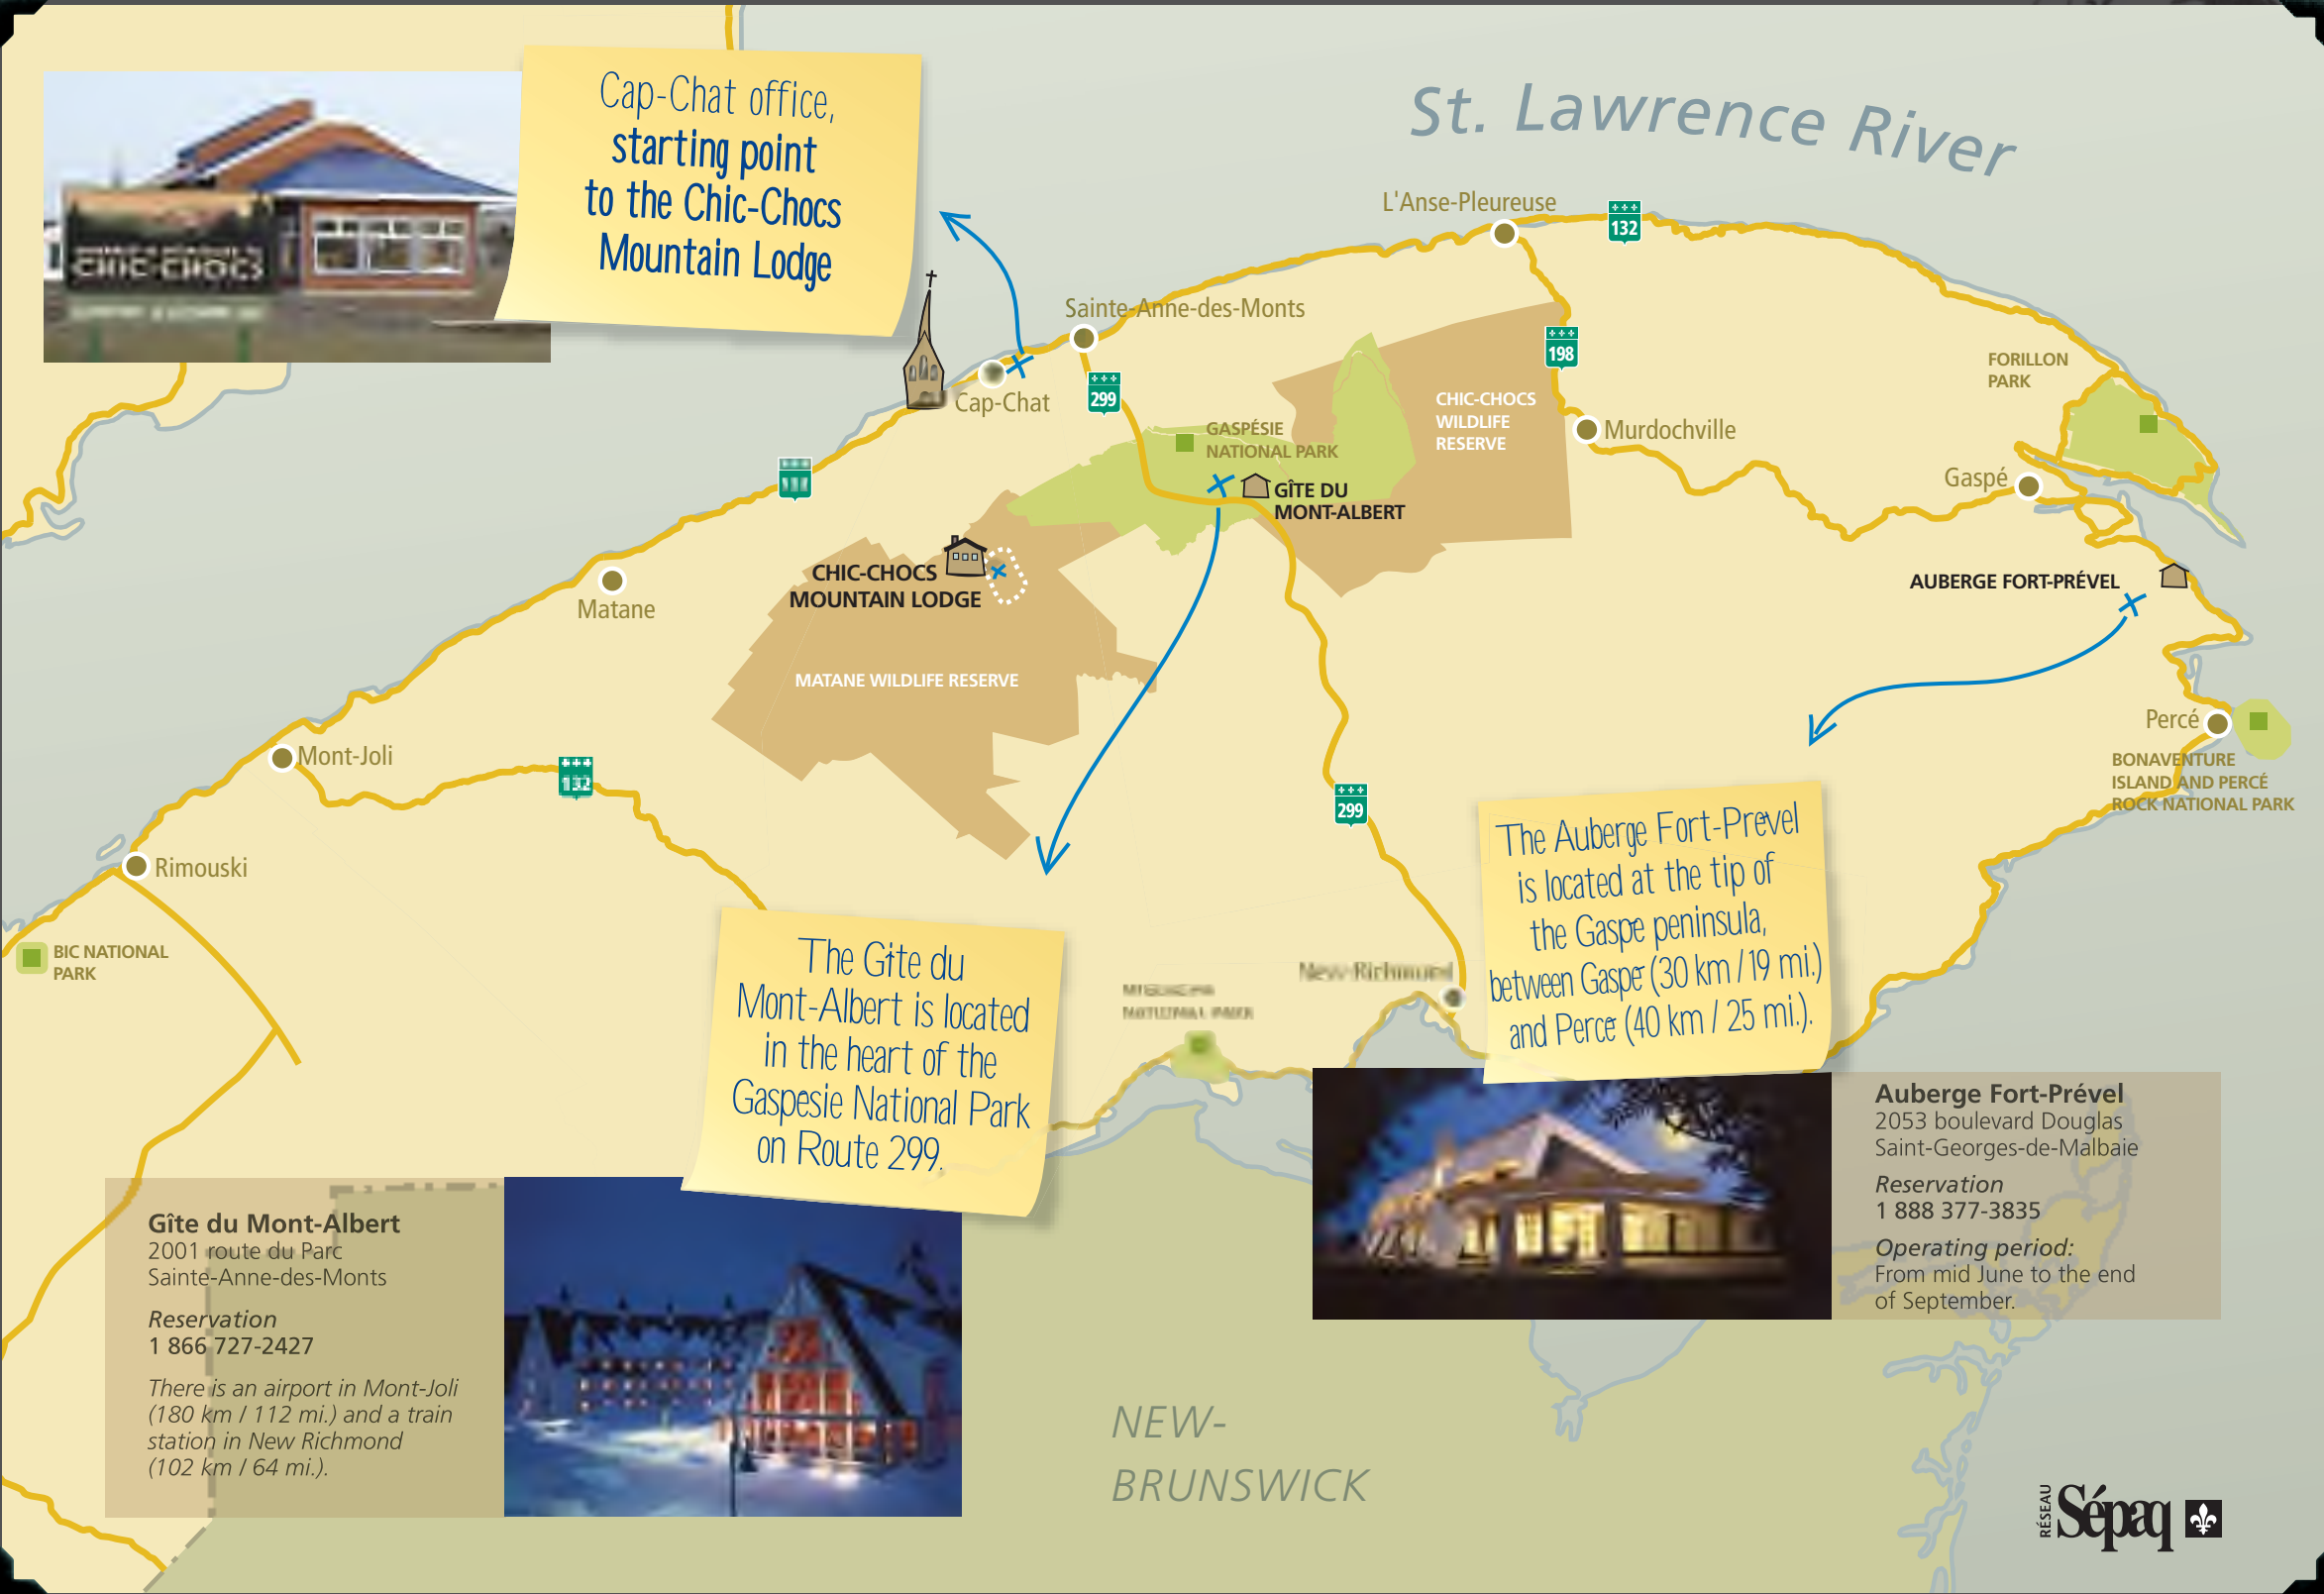 Cap-Chat office,
starting point
to the Chic-Chocs
Mountain Lodge
CHIC-CHOCS
St. Lawrence River
L'Anse-Pleureuse
132
Sainte-Anne-des-Monts
198
FORILLON
PARK
Cap-Chat
299
CHIC-CHOCS
WILDLIFE
RESERVE
GASPÉSIE
NATIONAL PARK
Murdochville
Gaspé
GÎTE DU
MONT-ALBERT
CHIC-CHOCS
MOUNTAIN LODGE
AUBERGE FORT-PRÉVEL
Matane
MATANE WILDLIFE RESERVE
Percé
BONAVENTURE
ISLAND AND PERCÉ
ROCK NATIONAL PARK
Mont-Joli
132
299
Rimouski
BIC NATIONAL
PARK
The Gîte du
Mont-Albert is located
in the heart of the
Gaspesie National Park
on Route 299.
New-Richmond
NATIONAL PARK
The Auberge Fort-Prevel
is located at the tip of
the Gaspe peninsula,
between Gaspe (30 km / 19 mi.)
and Perce (40 km / 25 mi.).
Auberge Fort-Prével
2053 boulevard Douglas
Saint-Georges-de-Malbaie
Reservation
1 888 377-3835
Operating period:
From mid June to the end
of September.
Gîte du Mont-Albert
2001 route du Parc
Sainte-Anne-des-Monts
Reservation
1 866 727-2427
There is an airport in Mont-Joli
(180 km / 112 mi.) and a train
station in New Richmond
(102 km / 64 mi.).
NEW-
BRUNSWICK
RÉSEAU
Sépaq